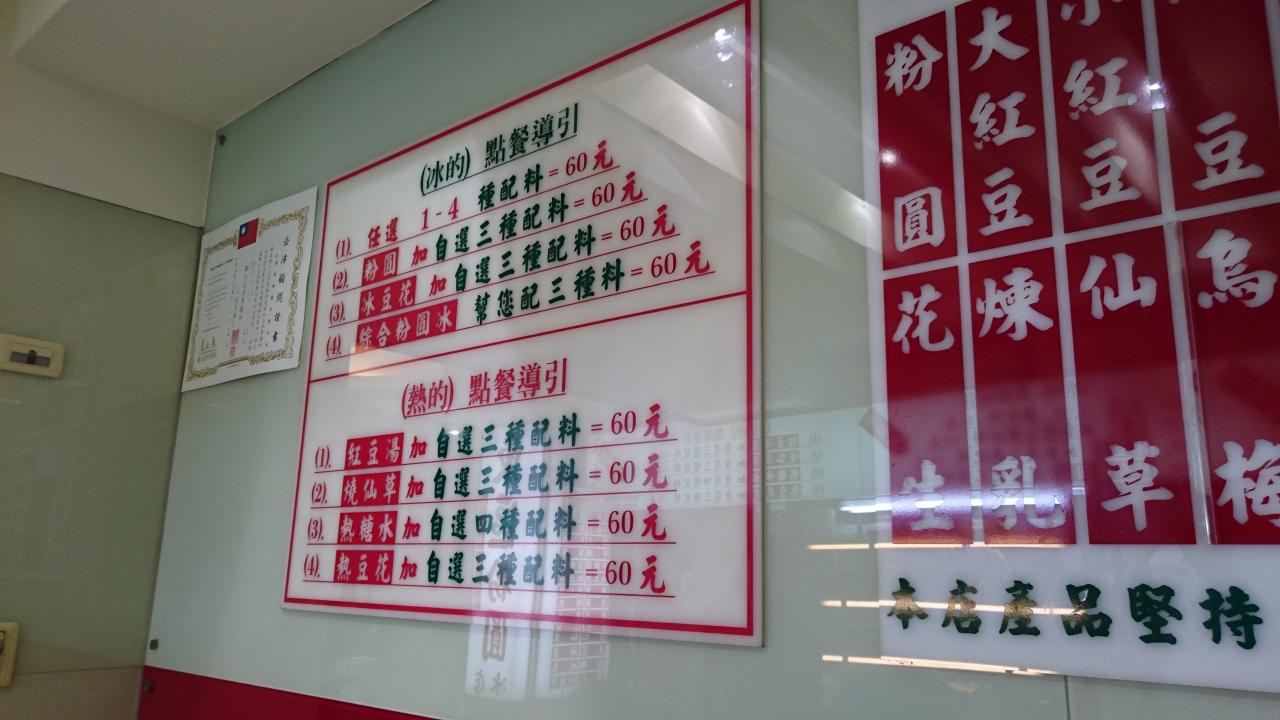 法律顧問證書
(冰的) 點餐導引
(1). 任選 1-4 種配料=60元
(2). 粉圓 加自選三種配料=60元
(3). 冰豆花 加自選三種配料=60元
(4). 綜合粉圓冰 幫您配三種料=60元
(熱的) 點餐導引
(1). 紅豆湯加自選三種配料=60元
(2). 燒仙草加自選三種配料=60元
(3). 熱糖水加自選四種配料=60元
(4). 熱豆花加自選三種配料=60元
粉圓
大紅豆
小紅豆
豆
花生
煉乳
仙草
烏梅
本店產品堅持